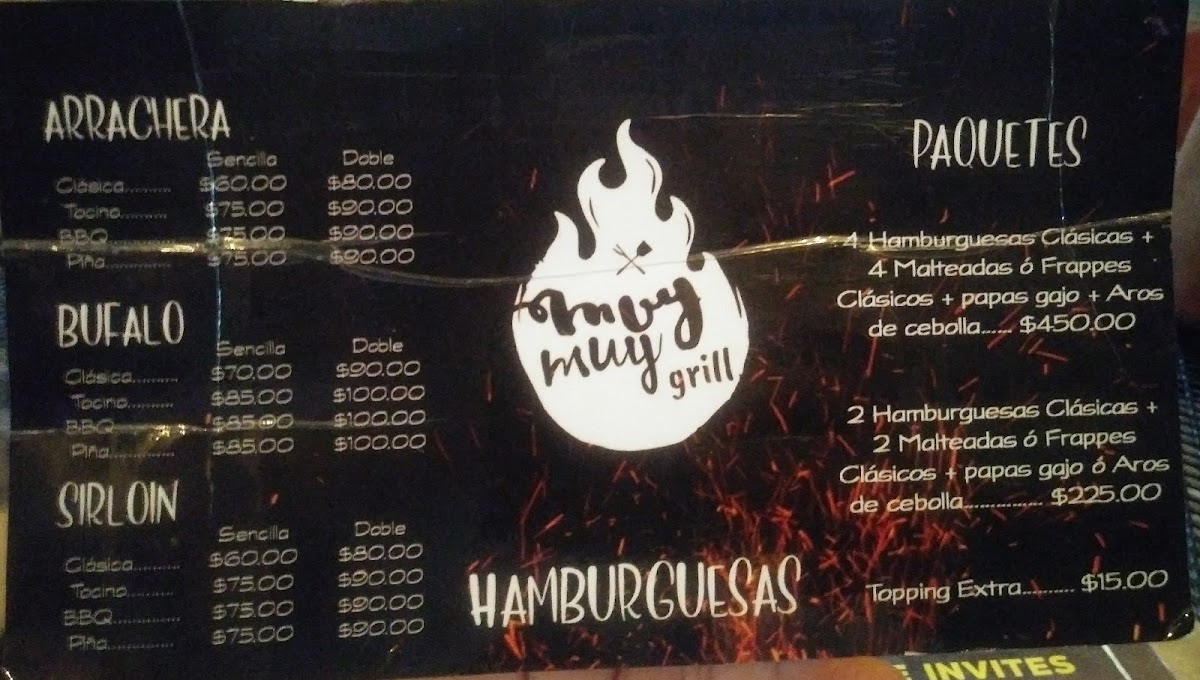 ARRACHERA
Sencilla Doble
Clásica.......... $60.00 $80.00
Tocino.......... $75.00 $90.00
BBQ $75.00 $90.00
Piña.............. $75.00 $90.00
BUFALO
Sencilla Doble
Clásica........... $70.00 $90.00
Tocino........... $85.00 $100.00
BBQ.............. $85.00 $100.00
Piña.............. $85.00 $100.00
SIRLOIN
Sencilla Doble
Clásica........... $60.00 $80.00
Tocino........... $75.00 $90.00
BBQ.............. $75.00 $90.00
Piña.............. $75.00 $90.00
muy
muy
grill
HAMBURGUESAS
PAQUETES
4 Hamburguesas Clásicas +
4 Malteadas ó Frappes
Clásicos + papas gajo + Aros
de cebolla...... $450.00
2 Hamburguesas Clásicas +
2 Malteadas ó Frappes
Clásicos + papas gajo ó Aros
de cebolla............... $225.00
Topping Extra.......... $15.00
E INVITES